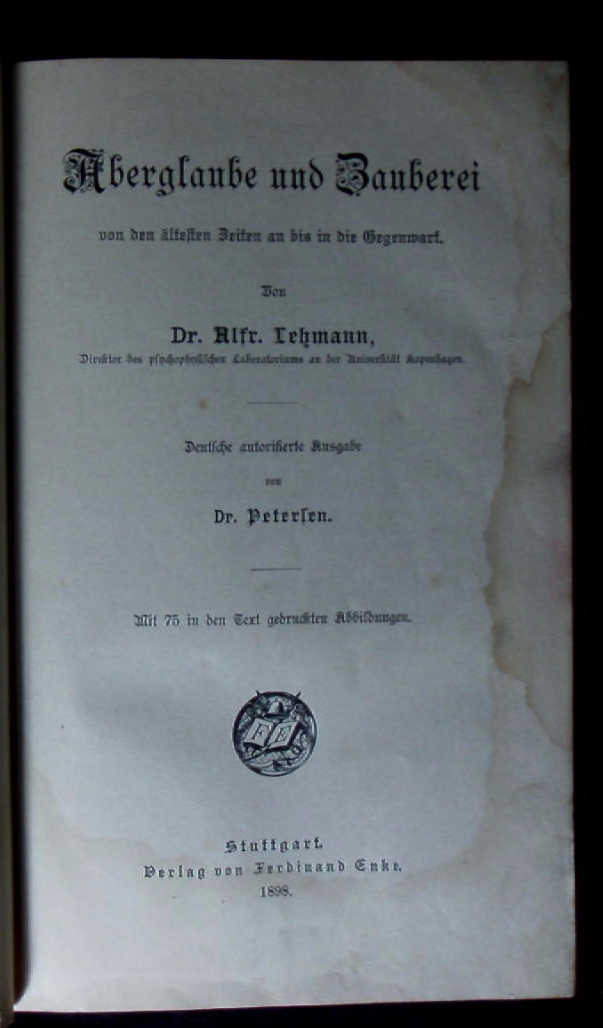 Aberglaube und Zauberei
von den ältesten Zeiten an bis in die Gegenwart.
Von
Dr. Alfr. Lehmann,
Direktor des psychophysischen Laboratoriums an der Universität Kopenhagen.
Deutsche autorisierte Ausgabe
von
Dr. Petersen.
Mit 75 in den Text gedruckten Abbildungen.
F E
Stuttgart.
Verlag von Ferdinand Enke.
1898.